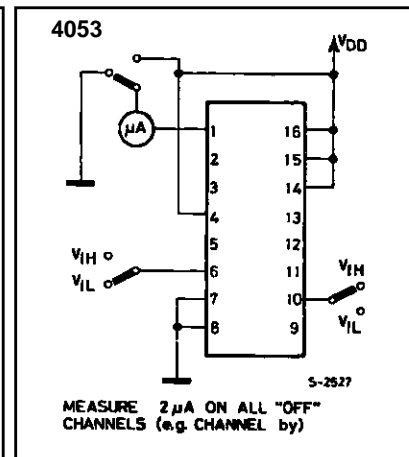 4053
VDD
μA
1 16
2 15
3 14
4 13
5 12
VIH
VIL
6 11
VIH
7 10
VIL
8 9
S-2527
MEASURE 2μA ON ALL "OFF"
CHANNELS (e.g. CHANNEL by)